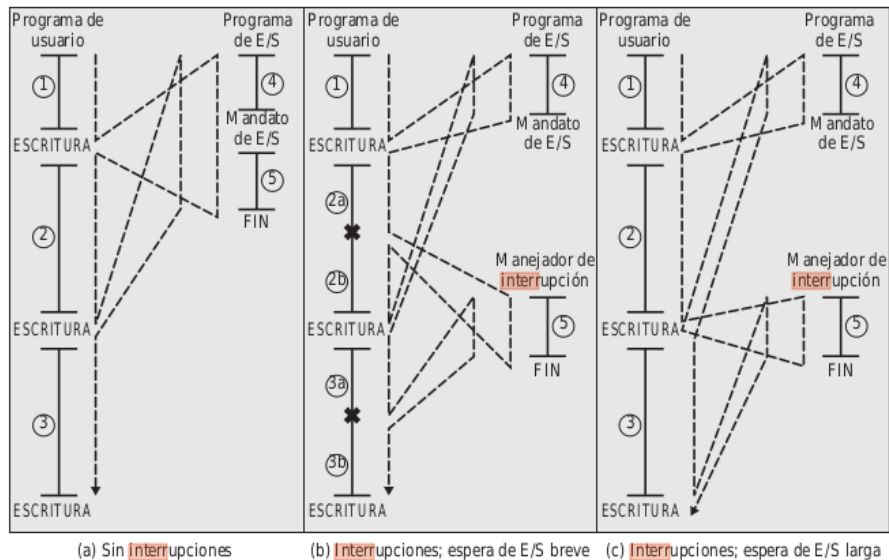 Programa de
usuario
Programa
de E/S
1
4
Mandato
de E/S
ESCRITURA
5
FIN
2
ESCRITURA
3
ESCRITURA
(a) Sin interrupciones
Programa de
usuario
Programa
de E/S
1
4
Mandato
de E/S
ESCRITURA
2a
2b
Manejador de
interrupción
5
FIN
ESCRITURA
3a
3b
ESCRITURA
(b) Interrupciones; espera de E/S breve
Programa de
usuario
Programa
de E/S
1
4
Mandato
de E/S
ESCRITURA
2
Manejador de
interrupción
5
FIN
ESCRITURA
3
ESCRITURA
(c) Interrupciones; espera de E/S larga